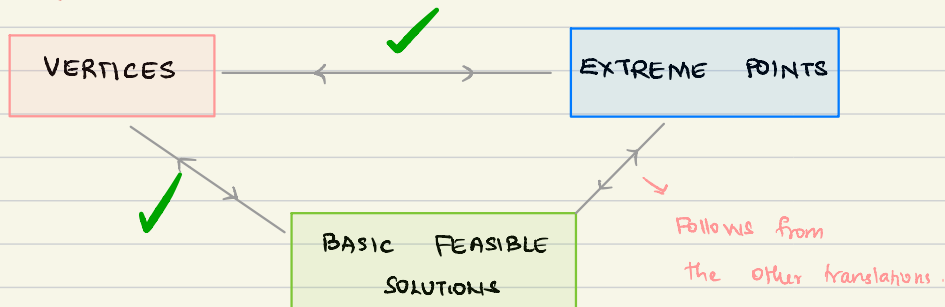 VERTICES
EXTREME POINTS
BASIC FEASIBLE
SOLUTIONS
Follows from
the other translations.